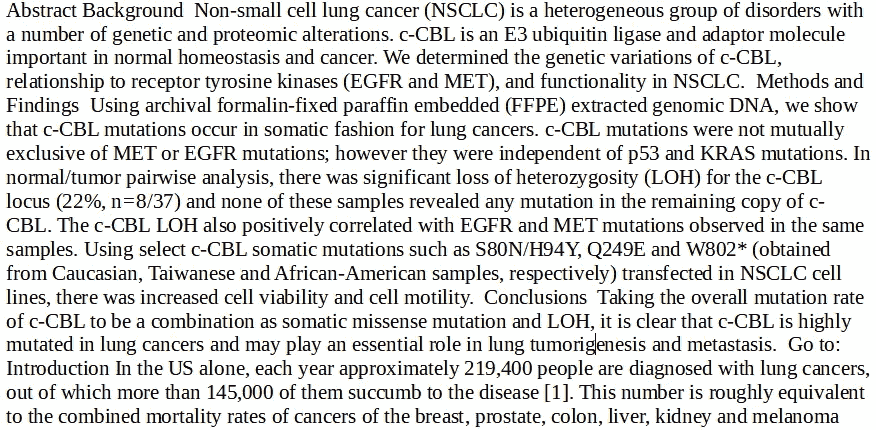 Abstract Background  Non-small cell lung cancer (NSCLC) is a heterogeneous group of disorders with
a number of genetic and proteomic alterations. c-CBL is an E3 ubiquitin ligase and adaptor molecule
important in normal homeostasis and cancer. We determined the genetic variations of c-CBL,
relationship to receptor tyrosine kinases (EGFR and MET), and functionality in NSCLC.  Methods and
Findings  Using archival formalin-fixed paraffin embedded (FFPE) extracted genomic DNA, we show
that c-CBL mutations occur in somatic fashion for lung cancers. c-CBL mutations were not mutually
exclusive of MET or EGFR mutations; however they were independent of p53 and KRAS mutations. In
normal/tumor pairwise analysis, there was significant loss of heterozygosity (LOH) for the c-CBL
locus (22%, n=8/37) and none of these samples revealed any mutation in the remaining copy of c-
CBL. The c-CBL LOH also positively correlated with EGFR and MET mutations observed in the same
samples. Using select c-CBL somatic mutations such as S80N/H94Y, Q249E and W802* (obtained
from Caucasian, Taiwanese and African-American samples, respectively) transfected in NSCLC cell
lines, there was increased cell viability and cell motility.  Conclusions  Taking the overall mutation rate
of c-CBL to be a combination as somatic missense mutation and LOH, it is clear that c-CBL is highly
mutated in lung cancers and may play an essential role in lung tumorigenesis and metastasis.  Go to:
Introduction In the US alone, each year approximately 219,400 people are diagnosed with lung cancers,
out of which more than 145,000 of them succumb to the disease [1]. This number is roughly equivalent
to the combined mortality rates of cancers of the breast, prostate, colon, liver, kidney and melanoma